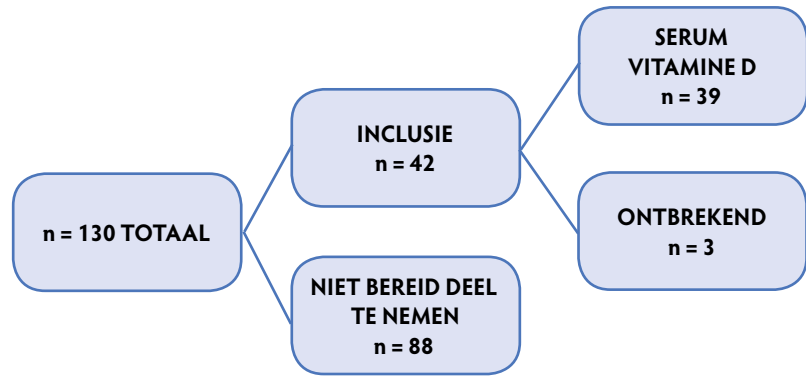 n = 130 TOTAAL
INCLUSIE
n = 42
NIET BEREID DEEL
TE NEMEN
n = 88
SERUM
VITAMINE D
n = 39
ONTBREKEND
n = 3